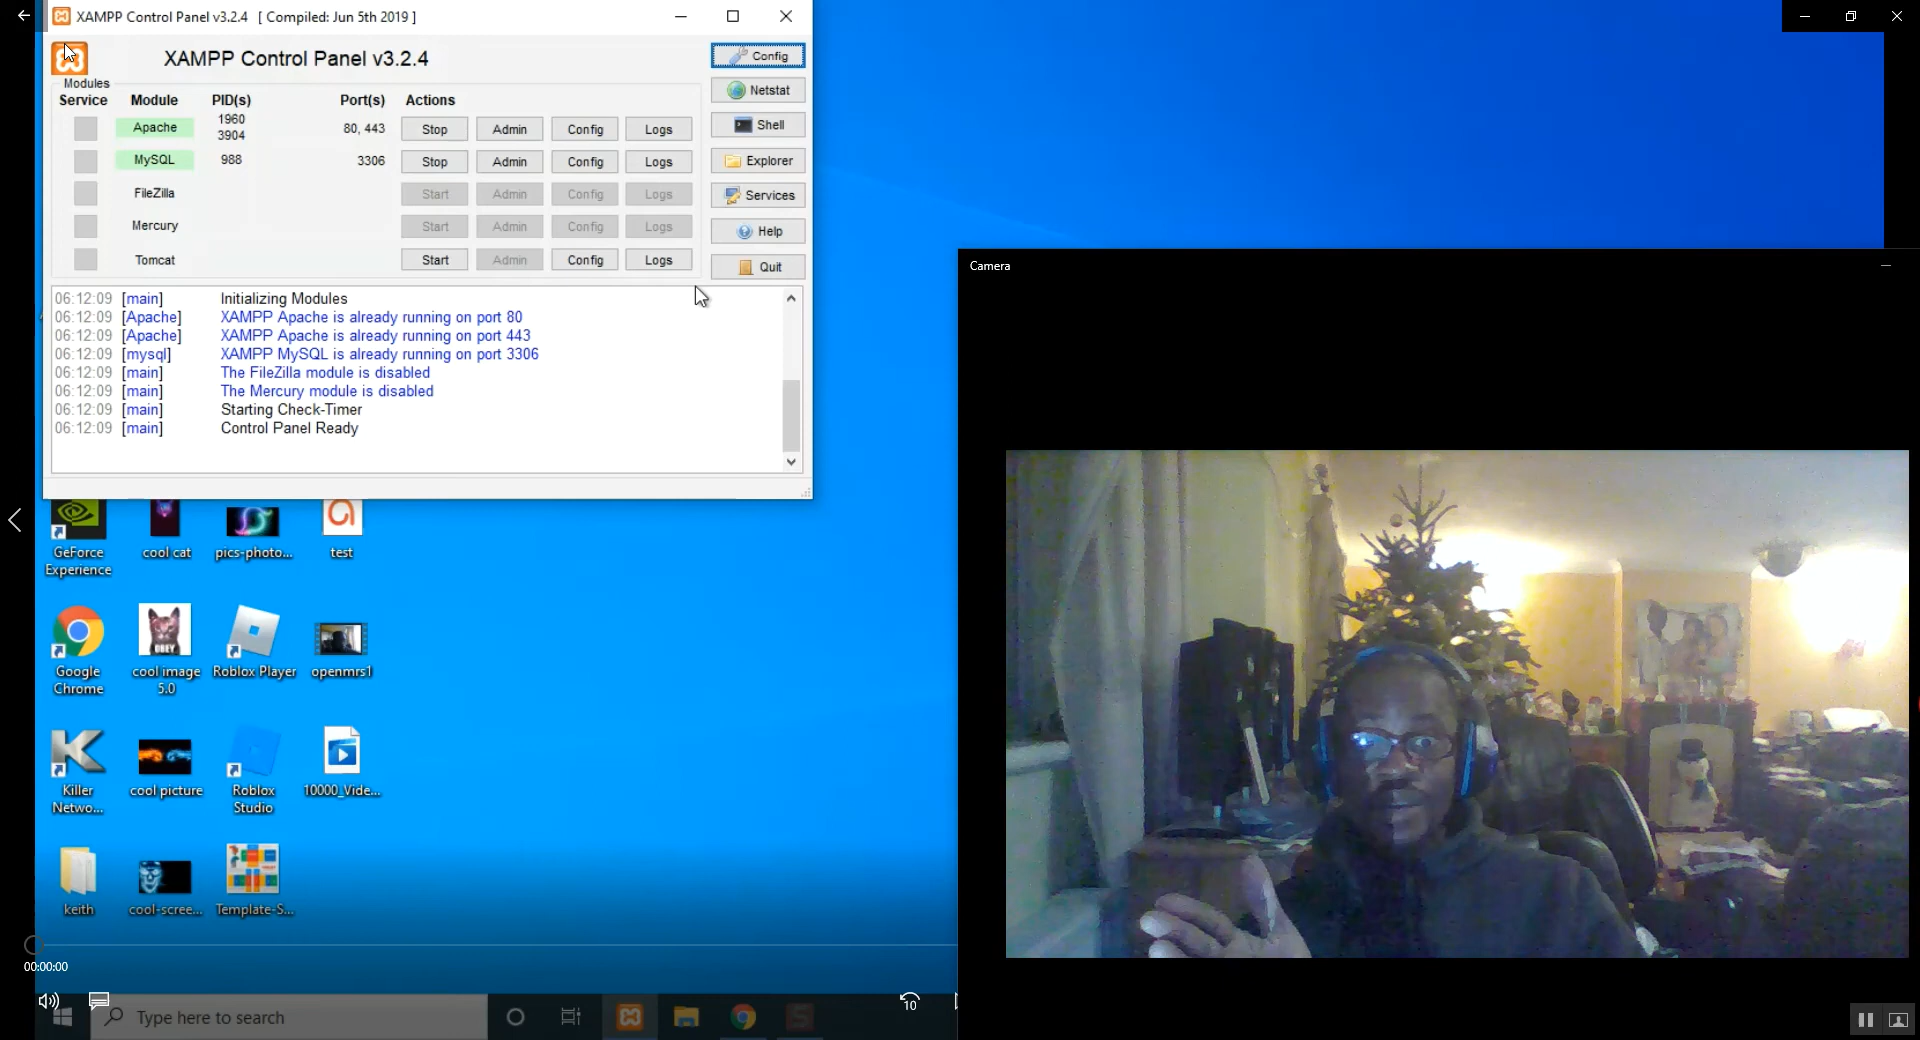 XAMPP Control Panel v3.2.4 [ Compiled: Jun 5th 2019 ]
XAMPP Control Panel v3.2.4
Config
Modules
Service Module PID(s) Port(s) Actions
Netstat
Apache 1960 3904 80, 443 Stop Admin Config Logs
Shell
MySQL 988 3306 Stop Admin Config Logs
Explorer
FileZilla Start Admin Config Logs
Services
Mercury Start Admin Config Logs
Help
Tomcat Start Admin Config Logs
Quit
06:12:09 [main] Initializing Modules
06:12:09 [Apache] XAMPP Apache is already running on port 80
06:12:09 [Apache] XAMPP Apache is already running on port 443
06:12:09 [mysql] XAMPP MySQL is already running on port 3306
06:12:09 [main] The FileZilla module is disabled
06:12:09 [main] The Mercury module is disabled
06:12:09 [main] Starting Check-Timer
06:12:09 [main] Control Panel Ready
Camera
GeForce Experience
cool cat
pics-photo...
test
Google Chrome
OBEY
cool image 5.0
Roblox Player
openmrs1
Killer Netwo...
cool picture
Roblox Studio
10000_Vide...
keith
cool-scree...
Template-S...
00:00:00
10
Type here to search